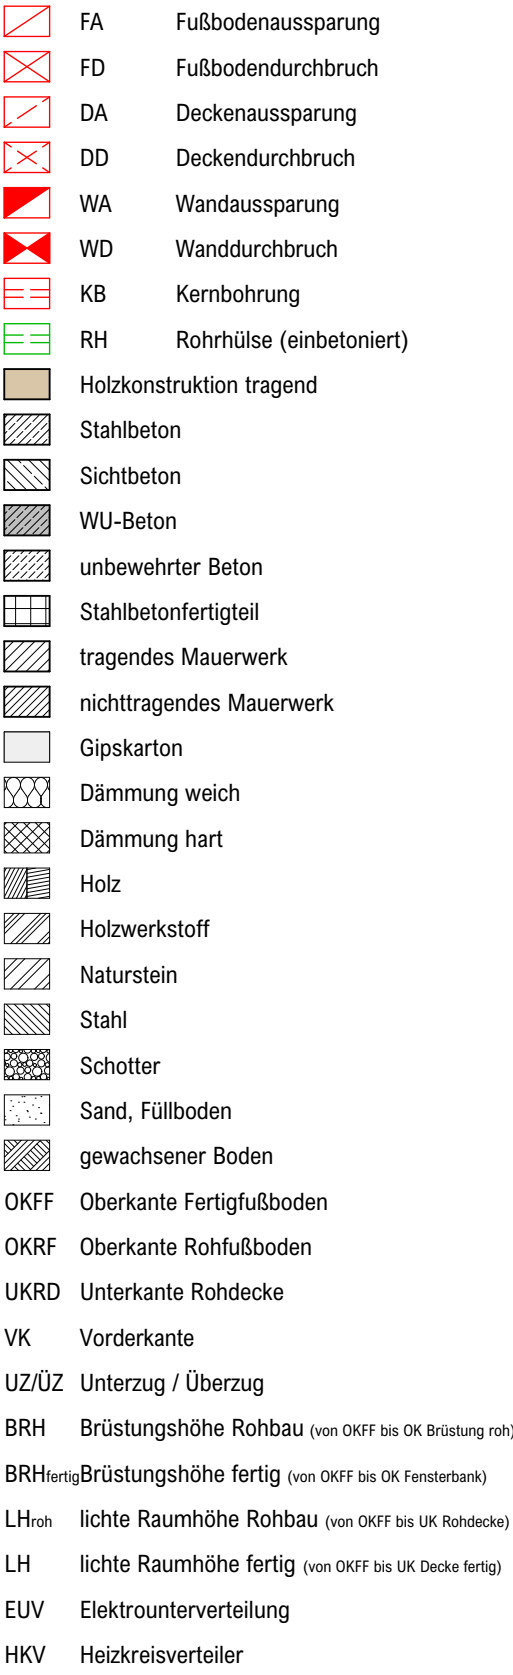 FA Fußbodenaussparung
FD Fußbodendurchbruch
DA Deckenaussparung
DD Deckendurchbruch
WA Wandaussparung
WD Wanddurchbruch
KB Kernbohrung
RH Rohrhülse (einbetoniert)
Holzkonstruktion tragend
Stahlbeton
Sichtbeton
WU-Beton
unbewehrter Beton
Stahlbetonfertigteil
tragendes Mauerwerk
nichttragendes Mauerwerk
Gipskarton
Dämmung weich
Dämmung hart
Holz
Holzwerkstoff
Naturstein
Stahl
Schotter
Sand, Füllboden
gewachsener Boden
OKFF Oberkante Fertigfußboden
OKRF Oberkante Rohfußboden
UKRD Unterkante Rohdecke
VK Vorderkante
UZ/ÜZ Unterzug / Überzug
BRH Brüstungshöhe Rohbau (von OKFF bis OK Brüstung roh)
BRHfertig Brüstungshöhe fertig (von OKFF bis OK Fensterbank)
LHroh lichte Raumhöhe Rohbau (von OKFF bis UK Rohdecke)
LH lichte Raumhöhe fertig (von OKFF bis UK Decke fertig)
EUV Elektrounterverteilung
HKV Heizkreisverteiler